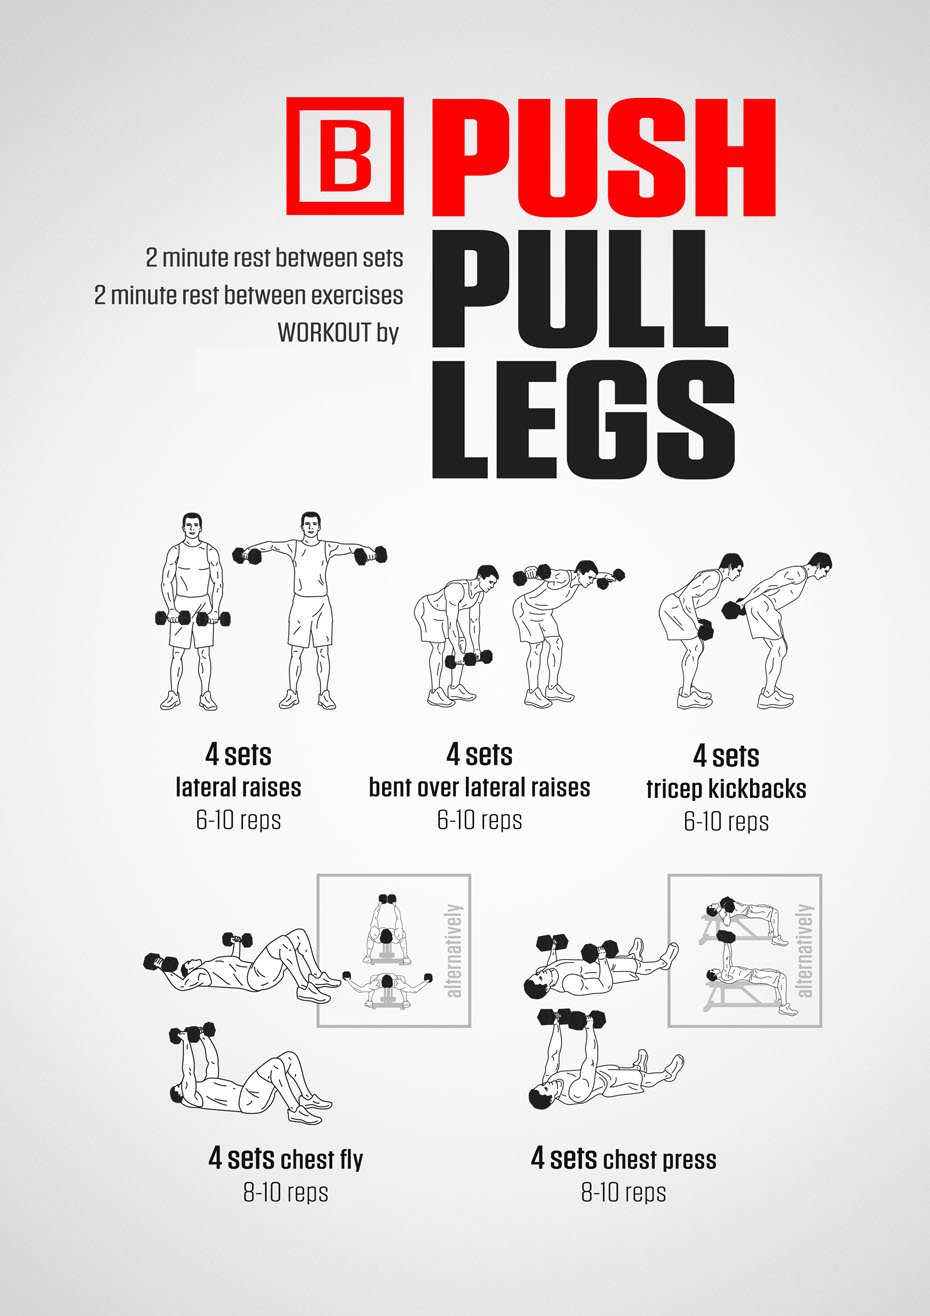 B PUSH
PULL
LEGS
2 minute rest between sets
2 minute rest between exercises
WORKOUT by
4 sets
lateral raises
6-10 reps
4 sets
bent over lateral raises
6-10 reps
4 sets
tricep kickbacks
6-10 reps
alternatively
alternatively
4 sets chest fly
8-10 reps
4 sets chest press
8-10 reps